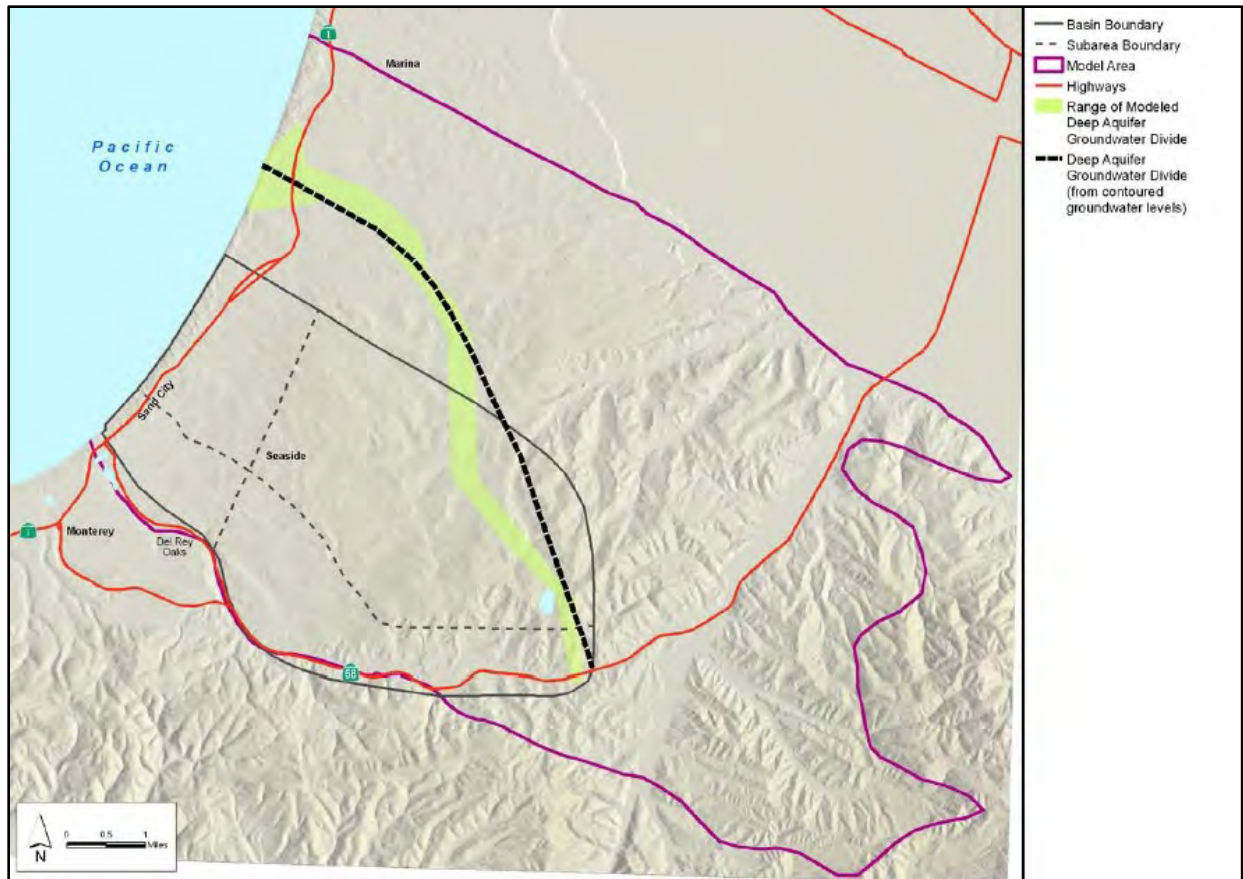 1
Marina
Pacific
Ocean
Sand City
Seaside
1
Monterey
Del Rey
Oaks
68
0 0.5 1
Miles
N
Basin Boundary
Subarea Boundary
Model Area
Highways
Range of Modeled
Deep Aquifer
Groundwater Divide
Deep Aquifer
Groundwater Divide
(from contoured
groundwater levels)